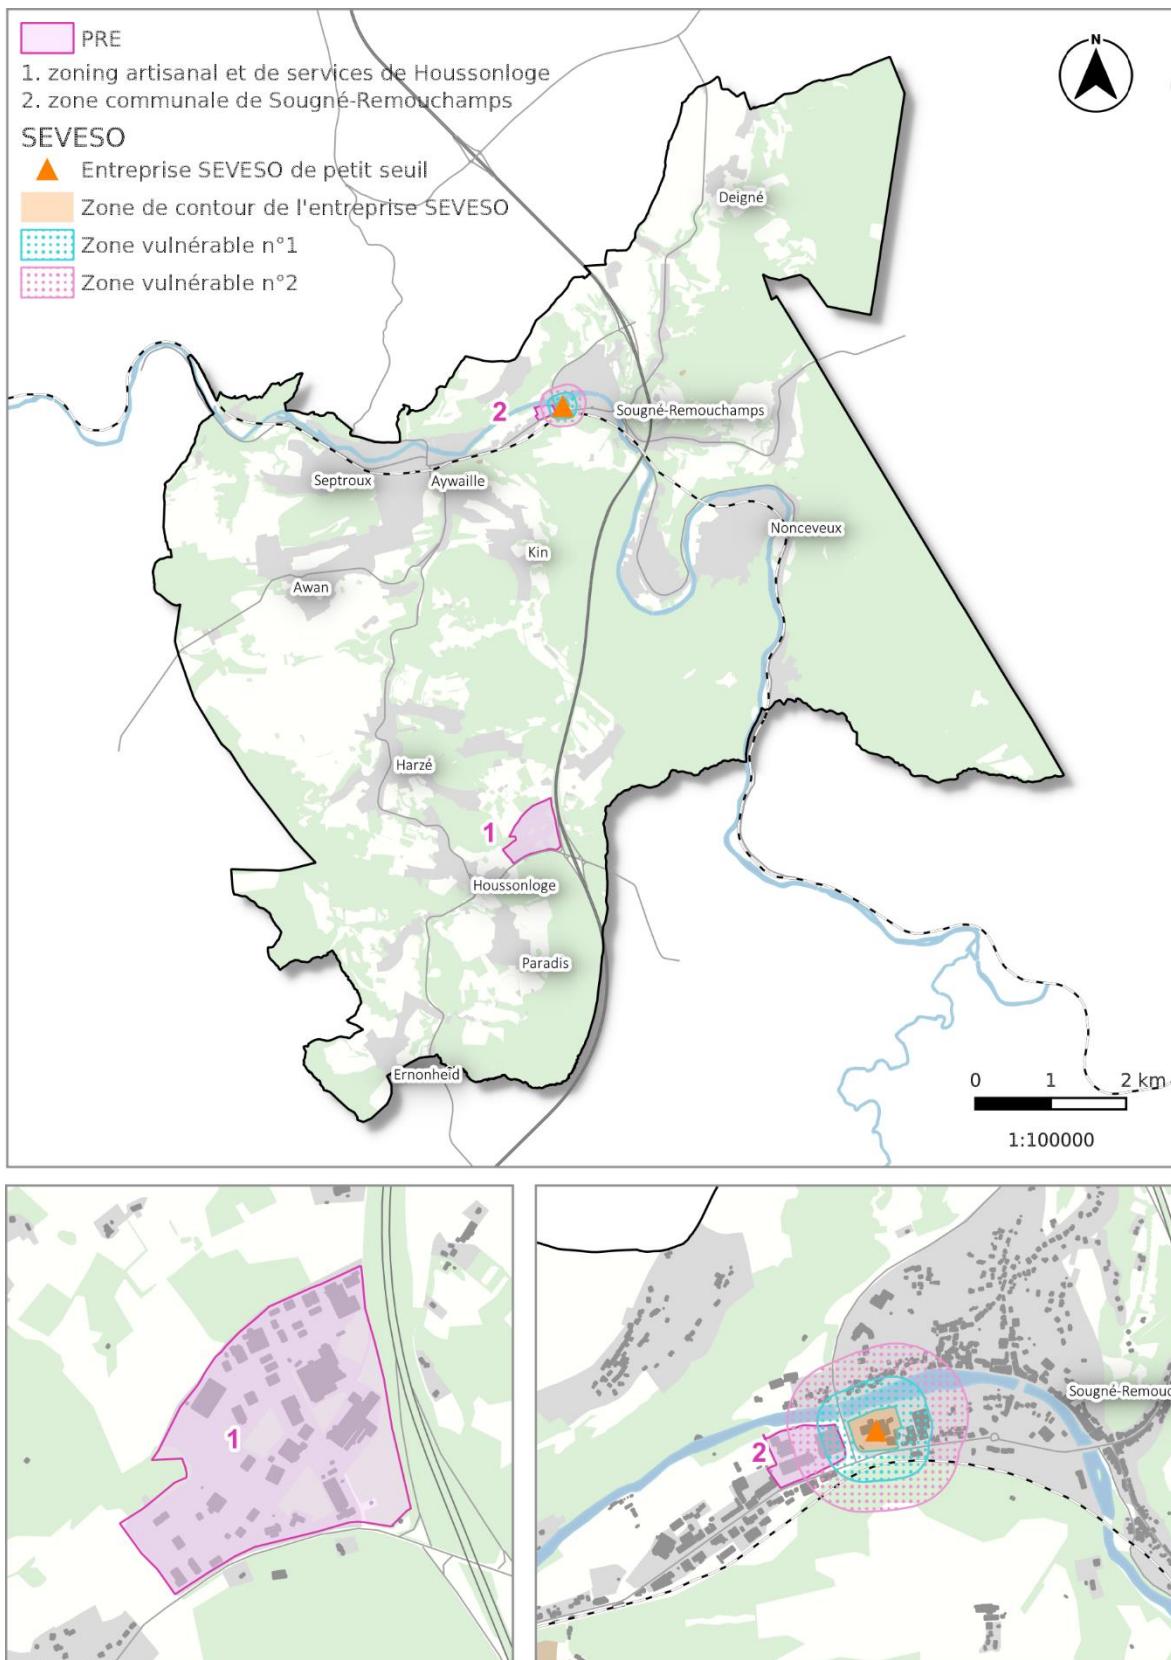 PRE
1. zoning artisanal et de services de Houssonloge
2. zone communale de Sougné-Remouchamps
SEVESO
Entreprise SEVESO de petit seuil
Zone de contour de l'entreprise SEVESO
Zone vulnérable n°1
Zone vulnérable n°2
N
Deigné
2
Sougné-Remouchamps
Septroux
Aywaille
Nonceveux
Kin
Awan
Harzé
1
Houssonloge
Paradis
Ernonheid
0 1 2 km
1:100000
1
2
Sougné-Remouc